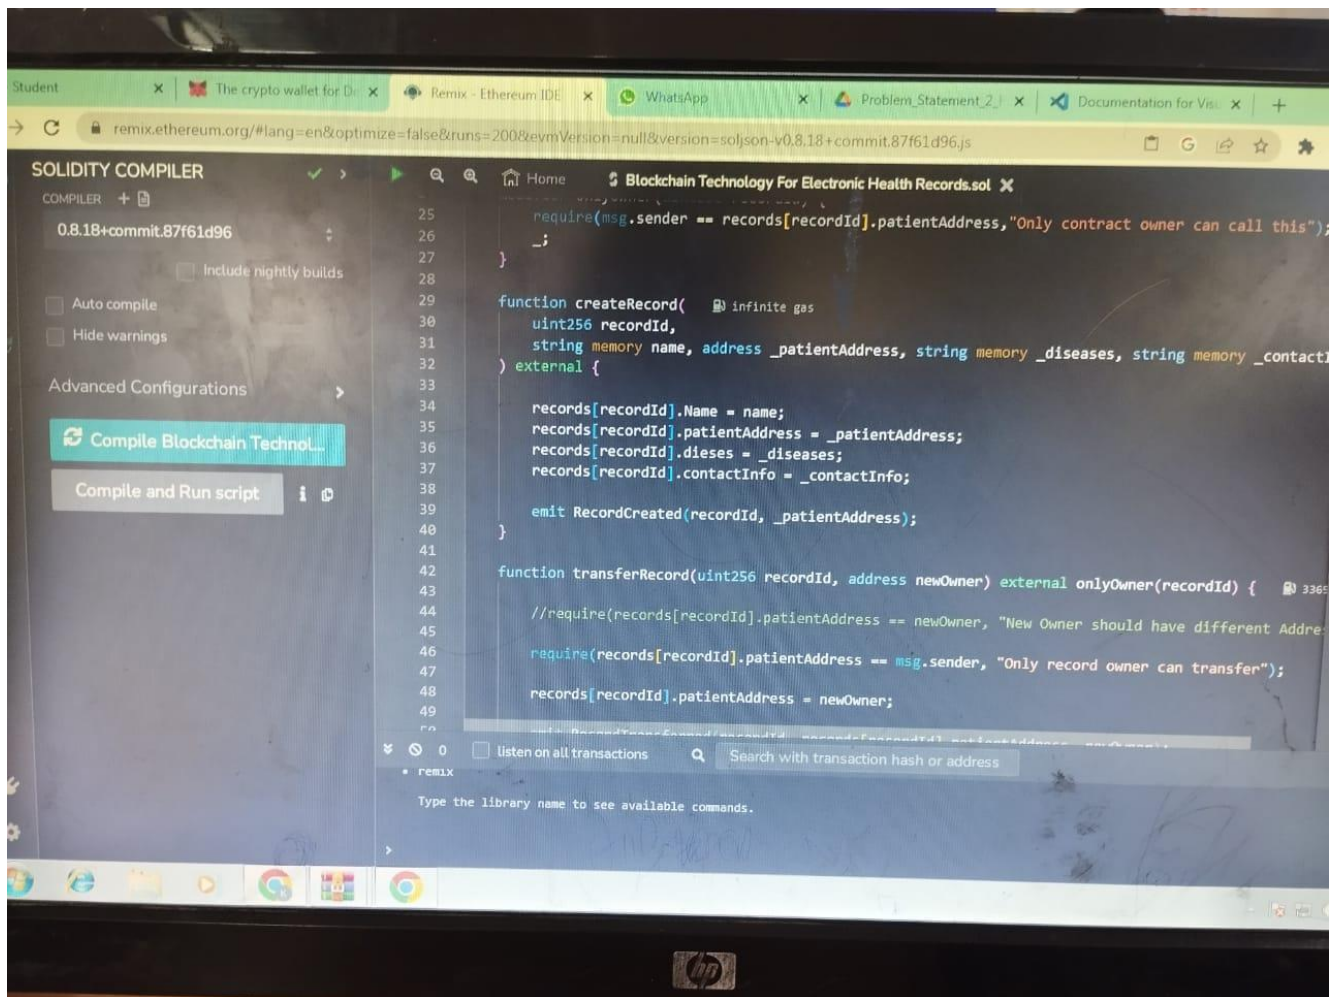 Student
The crypto wallet for De
Remix - Ethereum IDE
WhatsApp
Problem_Statement_2_
Documentation for Visu
remix.ethereum.org/#lang=en&optimize=false&runs=200&evmVersion=null&version=soljson-v0.8.18+commit.87f61d96.js
SOLIDITY COMPILER
COMPILER
0.8.18+commit.87f61d96
Include nightly builds
Auto compile
Hide warnings
Advanced Configurations
Compile Blockchain Technol...
Compile and Run script
Home
Blockchain Technology For Electronic Health Records.sol
25 require(msg.sender == records[recordId].patientAddress,"Only contract owner can call this");
26 _;
27 }
28
29 function createRecord( infinite gas
30 uint256 recordId,
31 string memory name, address _patientAddress, string memory _diseases, string memory _contactI
32 ) external {
33
34 records[recordId].Name = name;
35 records[recordId].patientAddress = _patientAddress;
36 records[recordId].dieses = _diseases;
37 records[recordId].contactInfo = _contactInfo;
38
39 emit RecordCreated(recordId, _patientAddress);
40 }
41
42 function transferRecord(uint256 recordId, address newOwner) external onlyOwner(recordId) { 3365
43
44 //require(records[recordId].patientAddress == newOwner, "New Owner should have different Addre
45
46 require(records[recordId].patientAddress == msg.sender, "Only record owner can transfer");
47
48 records[recordId].patientAddress = newOwner;
49
0
listen on all transactions
Search with transaction hash or address
remix
Type the library name to see available commands.
>
hp